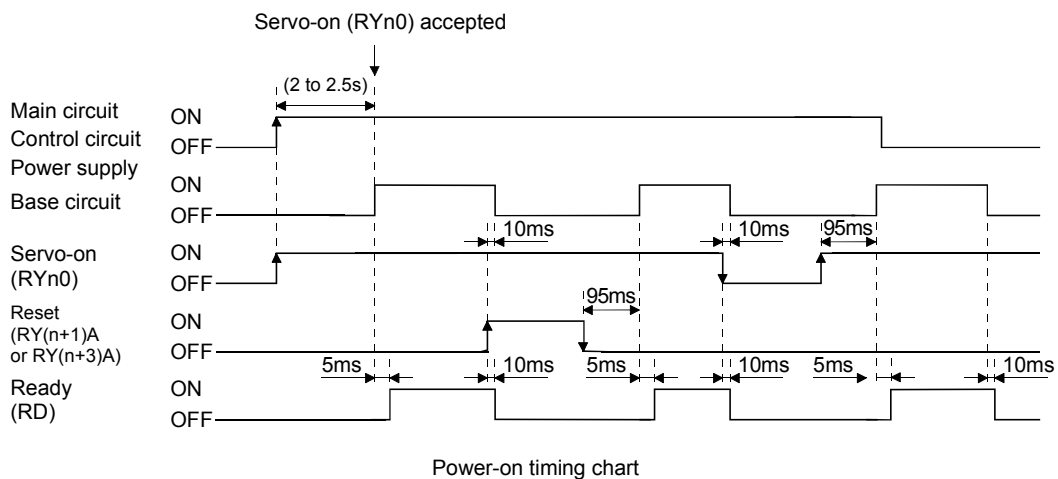 Servo-on (RYn0) accepted
(2 to 2.5s)
Main circuit
Control circuit
Power supply
ON
OFF
Base circuit
ON
OFF
10ms
10ms
95ms
Servo-on
(RYn0)
ON
OFF
95ms
Reset
(RY(n+1)A
or RY(n+3)A)
ON
OFF
5ms
10ms
5ms
10ms
5ms
10ms
Ready
(RD)
ON
OFF
Power-on timing chart